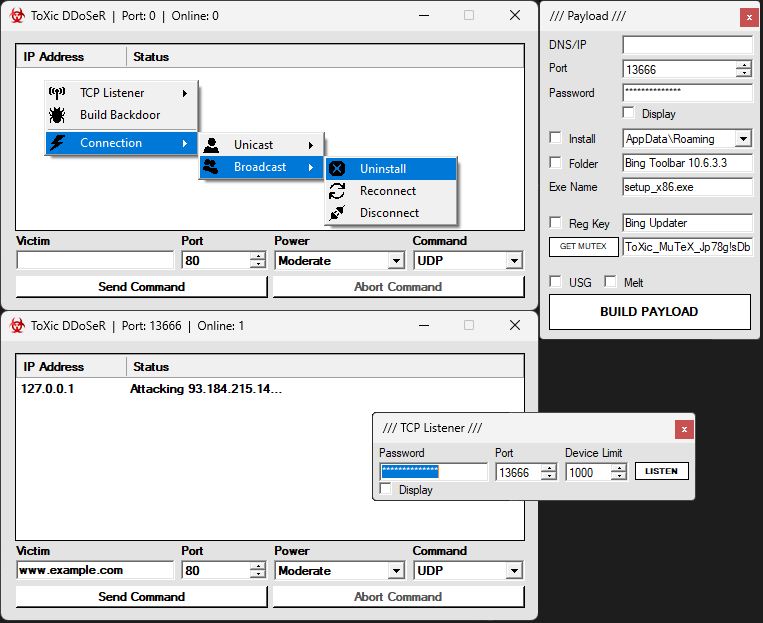 ToXic DDoSeR | Port: 0 | Online: 0
IP Address Status
TCP Listener
Build Backdoor
Connection
Unicast
Broadcast
Uninstall
Reconnect
Disconnect
Victim Port Power Command
80 Moderate UDP
Send Command Abort Command
/// Payload /// x
DNS/IP
Port 13666
Password **************
Display
Install AppData\Roaming
Folder Bing Toolbar 10.6.3.3
Exe Name setup_x86.exe
Reg Key Bing Updater
GET MUTEX ToXic_MuTeX_Jp78g!sDb
USG Melt
BUILD PAYLOAD
ToXic DDoSeR | Port: 13666 | Online: 1
IP Address Status
127.0.0.1 Attacking 93.184.215.14...
/// TCP Listener /// x
Password Port Device Limit
************** 13666 1000 LISTEN
Display
Victim Port Power Command
www.example.com 80 Moderate UDP
Send Command Abort Command